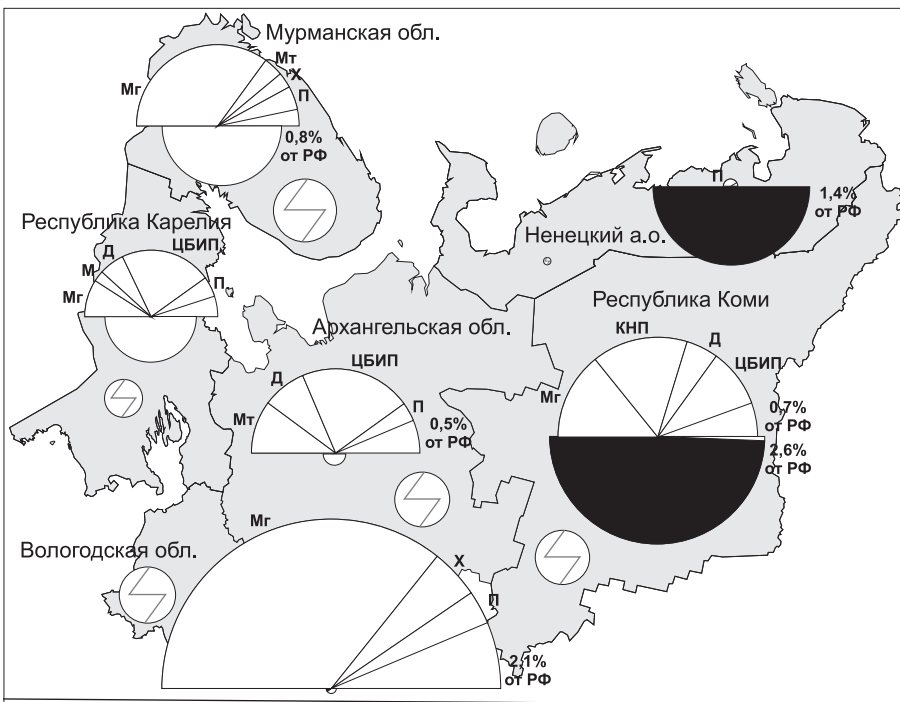 Мурманская обл.
Мт
Х
Мг
П
0,8%
от РФ
П
1,4%
от РФ
Республика Карелия
ЦБИП
Д
М
Мг
П
Ненецкий а.о.
Республика Коми
КНП
Д
ЦБИП
Мг
0,7%
от РФ
2,6%
от РФ
Архангельская обл.
ЦБИП
Д
Мт
П
0,5%
от РФ
Вологодская обл.
Мг
Х
П
2,1%
от РФ